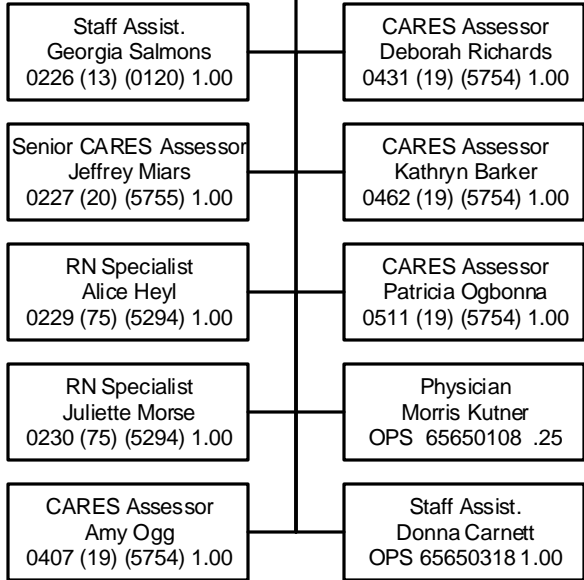 Staff Assist.
Georgia Salmons
0226 (13) (0120) 1.00
CARES Assessor
Deborah Richards
0431 (19) (5754) 1.00
Senior CARES Assessor
Jeffrey Miars
0227 (20) (5755) 1.00
CARES Assessor
Kathryn Barker
0462 (19) (5754) 1.00
RN Specialist
Alice Heyl
0229 (75) (5294) 1.00
CARES Assessor
Patricia Ogbonna
0511 (19) (5754) 1.00
RN Specialist
Juliette Morse
0230 (75) (5294) 1.00
Physician
Morris Kutner
OPS 65650108 .25
CARES Assessor
Amy Ogg
0407 (19) (5754) 1.00
Staff Assist.
Donna Carnett
OPS 65650318 1.00